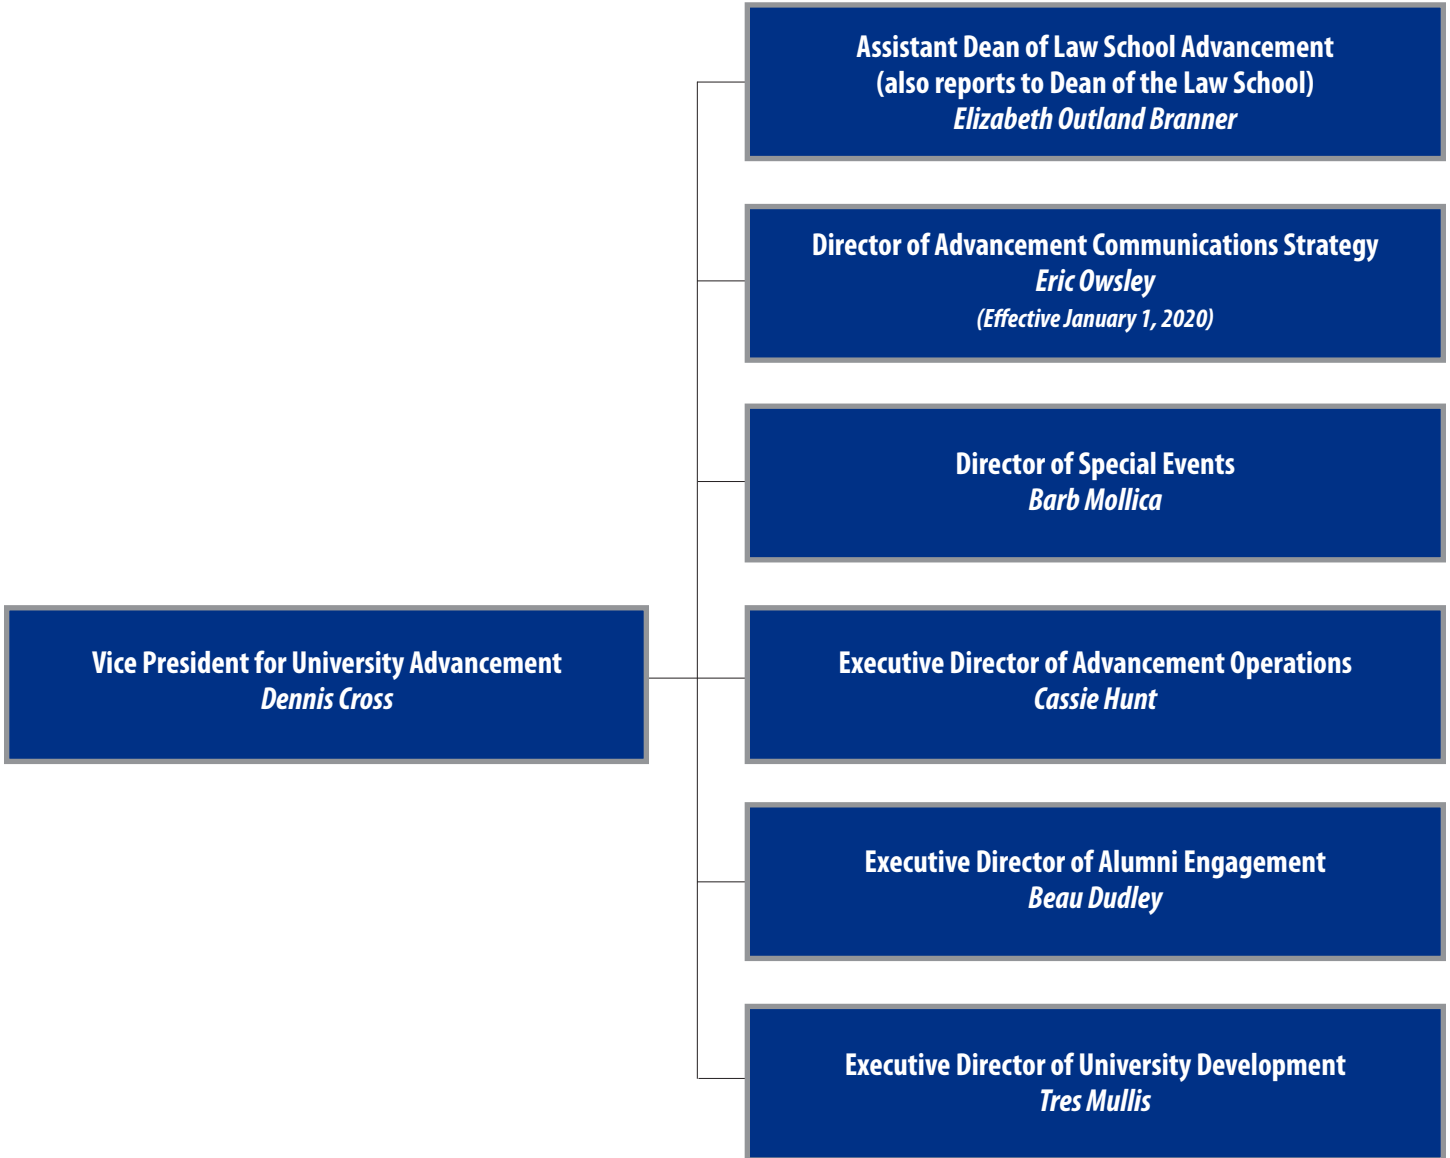 Assistant Dean of Law School Advancement
(also reports to Dean of the Law School)
Elizabeth Outland Branner
Director of Advancement Communications Strategy
Eric Owsley
(Effective January 1, 2020)
Director of Special Events
Barb Mollica
Vice President for University Advancement
Dennis Cross
Executive Director of Advancement Operations
Cassie Hunt
Executive Director of Alumni Engagement
Beau Dudley
Executive Director of University Development
Tres Mullis